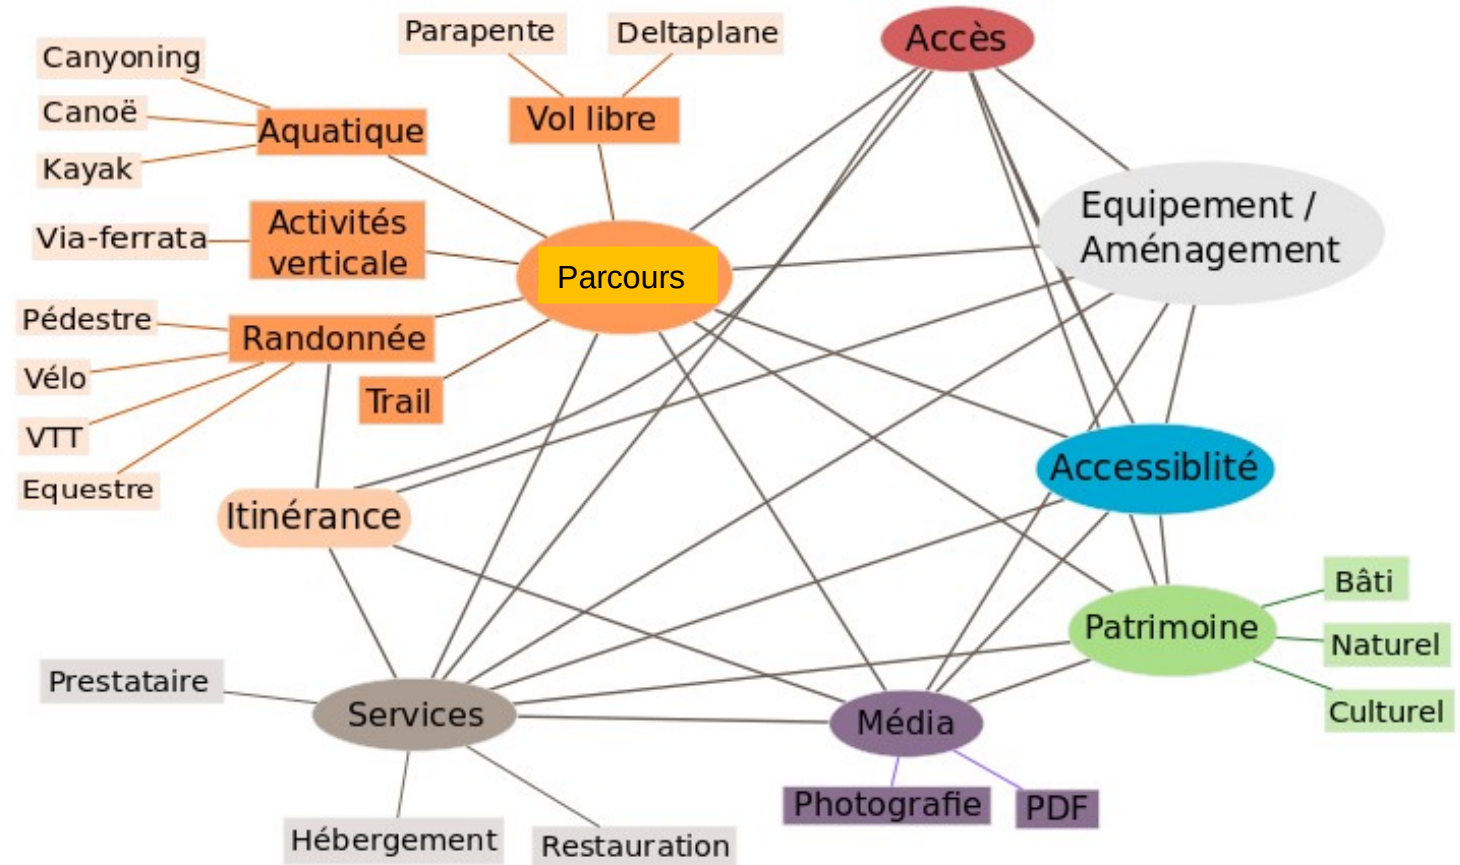 Parapente
Deltaplane
Accès
Canyoning
Canoë
Kayak
Aquatique
Vol libre
Equipement /
Aménagement
Via-ferrata
Activités
verticale
Parcours
Pédestre
Vélo
VTT
Equestre
Randonnée
Trail
Accessiblité
Itinérance
Bâti
Patrimoine
Naturel
Culturel
Prestataire
Services
Média
Photografie
PDF
Hébergement
Restauration